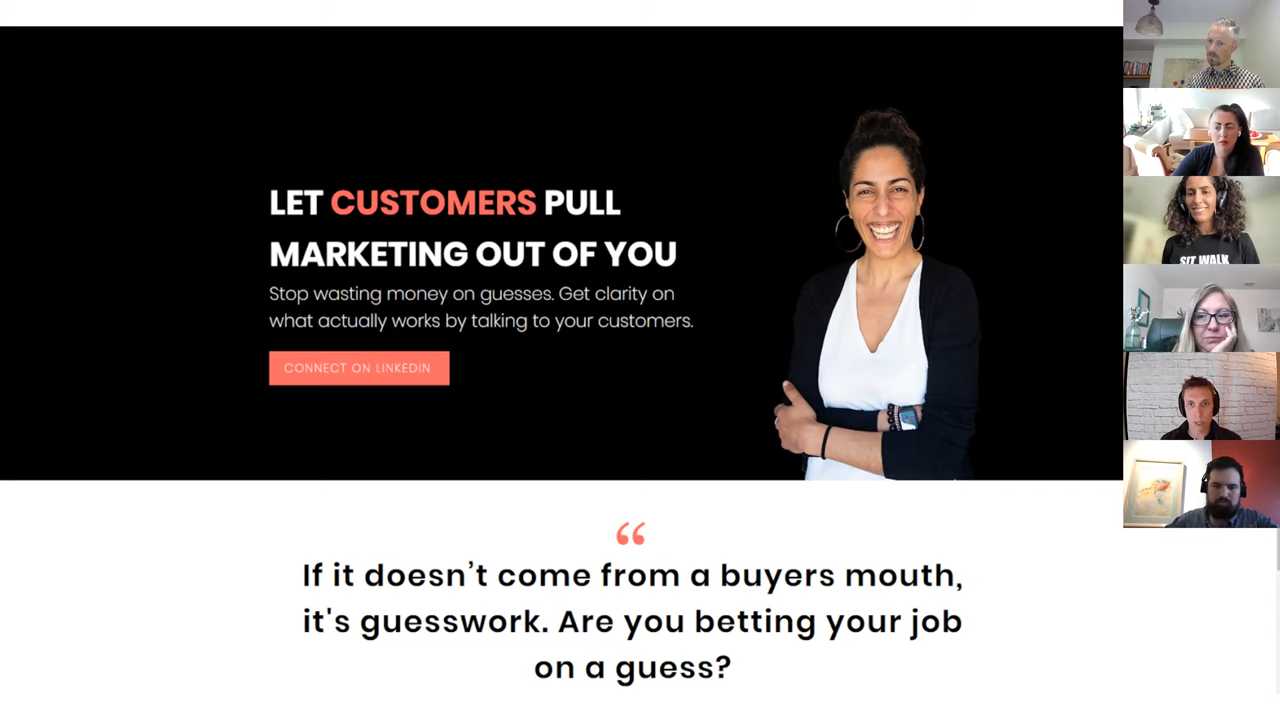 LET CUSTOMERS PULL
MARKETING OUT OF YOU
Stop wasting money on guesses. Get clarity on
what actually works by talking to your customers.
CONNECT ON LINKEDIN
“
If it doesn’t come from a buyers mouth,
it's guesswork. Are you betting your job
on a guess?
SIT WALK